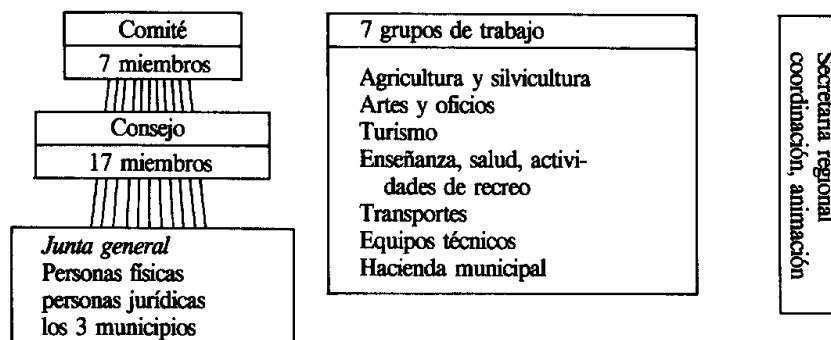 Comité
7 miembros
Consejo
17 miembros
Junta general
Personas físicas
personas jurídicas
los 3 municipios
7 grupos de trabajo
Agricultura y silvicultura
Artes y oficios
Turismo
Enseñanza, salud, activi-
dades de recreo
Transportes
Equipos técnicos
Hacienda municipal
Secretaria regional
coordinación, animación